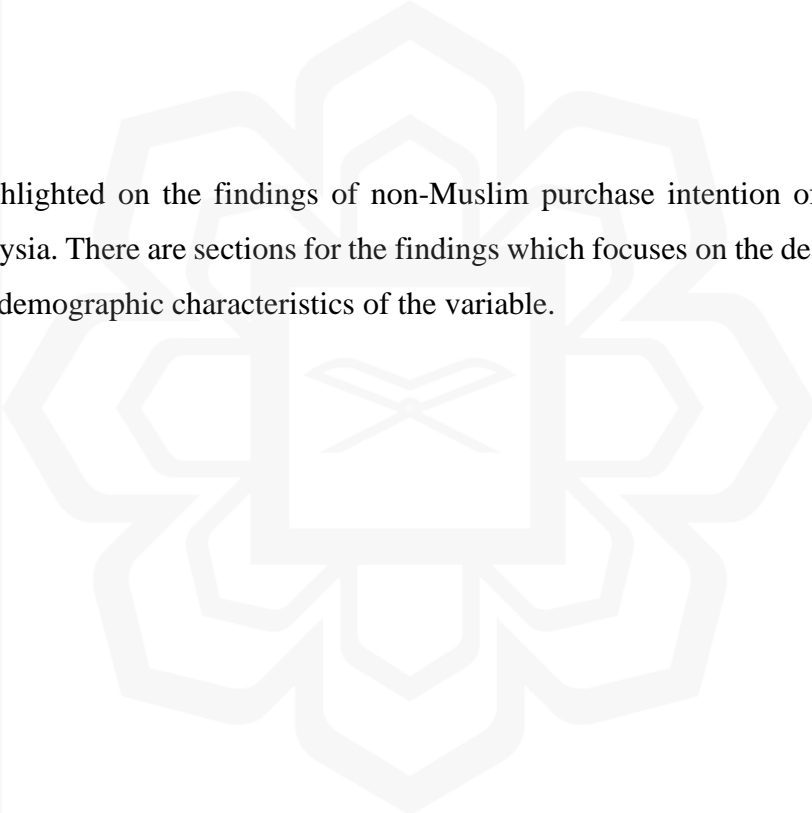 hlighted on the findings of non-Muslim purchase intention of
ysia. There are sections for the findings which focuses on the de
demographic characteristics of the variable.